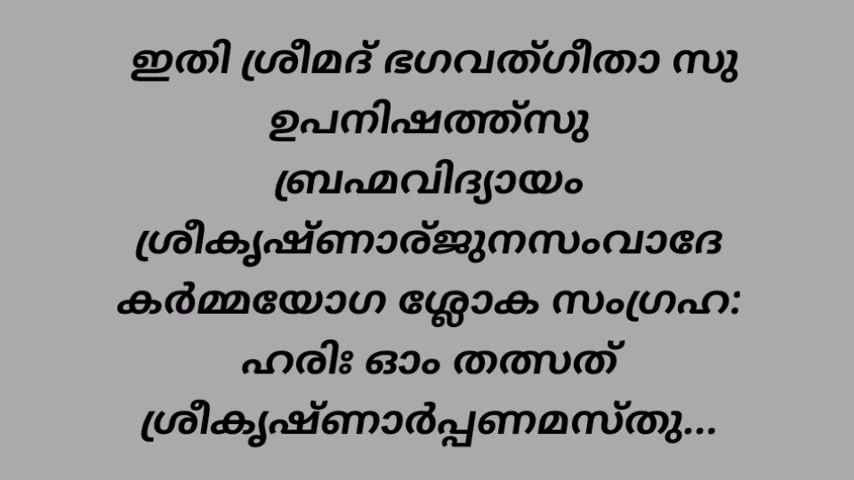 ഇതി ശ്രീമദ് ഭഗവത്ഗീതാ സു
ഉപനിഷത്ത്സു
ബ്രഹ്മവിദ്യായം
ശ്രീകൃഷ്ണാര്ജുനസംവാദേ
കർമ്മയോഗ ശ്ലോക സംഗ്രഹ:
ഹരിഃ ഓം തത്സത്
ശ്രീകൃഷ്ണാർപ്പണമസ്തു...